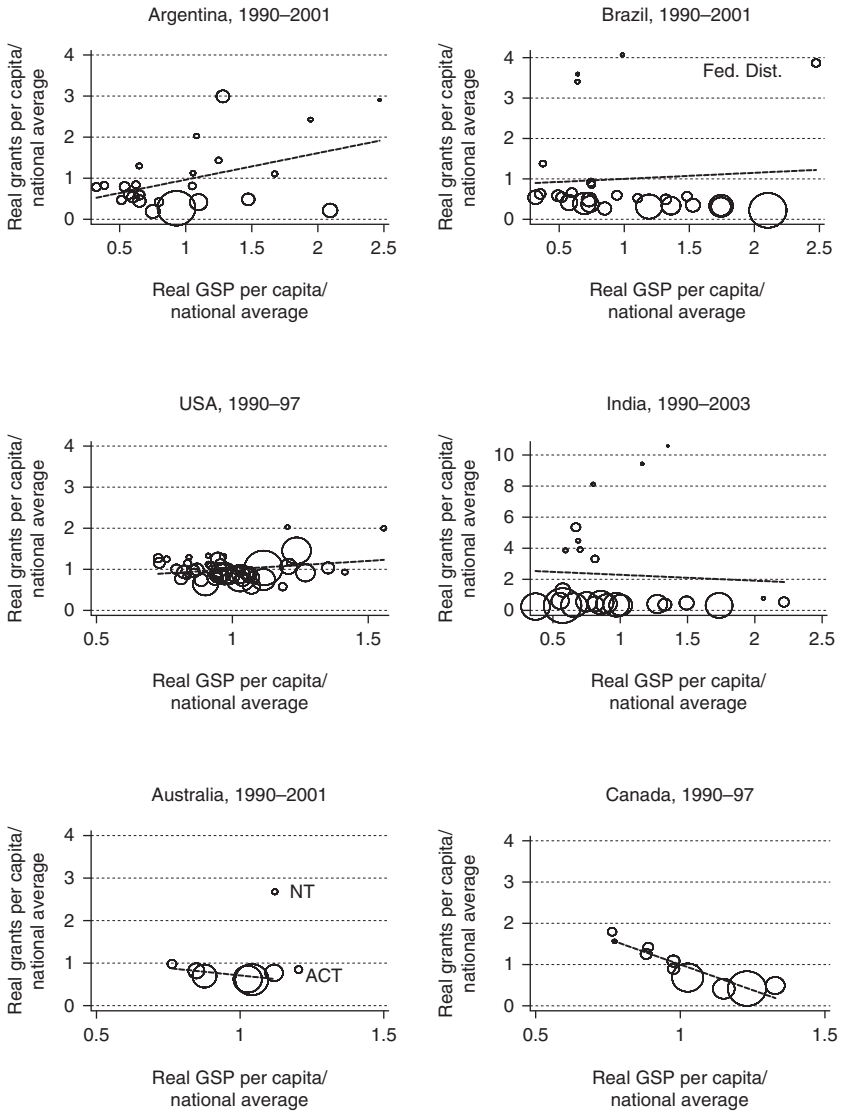 Argentina, 1990–2001
Real grants per capita/
national average
4
3
2
1
0
0.5
1
1.5
2
2.5
Real GSP per capita/
national average
Brazil, 1990–2001
Real grants per capita/
national average
4
3
2
1
0
Fed. Dist.
0.5
1
1.5
2
2.5
Real GSP per capita/
national average
USA, 1990–97
Real grants per capita/
national average
4
3
2
1
0
0.5
1
1.5
Real GSP per capita/
national average
India, 1990–2003
Real grants per capita/
national average
10
8
6
4
2
0
0.5
1
1.5
2
2.5
Real GSP per capita/
national average
Australia, 1990–2001
Real grants per capita/
national average
4
3
2
1
0
NT
ACT
0.5
1
1.5
Real GSP per capita/
national average
Canada, 1990–97
Real grants per capita/
national average
4
3
2
1
0
0.5
1
1.5
Real GSP per capita/
national average